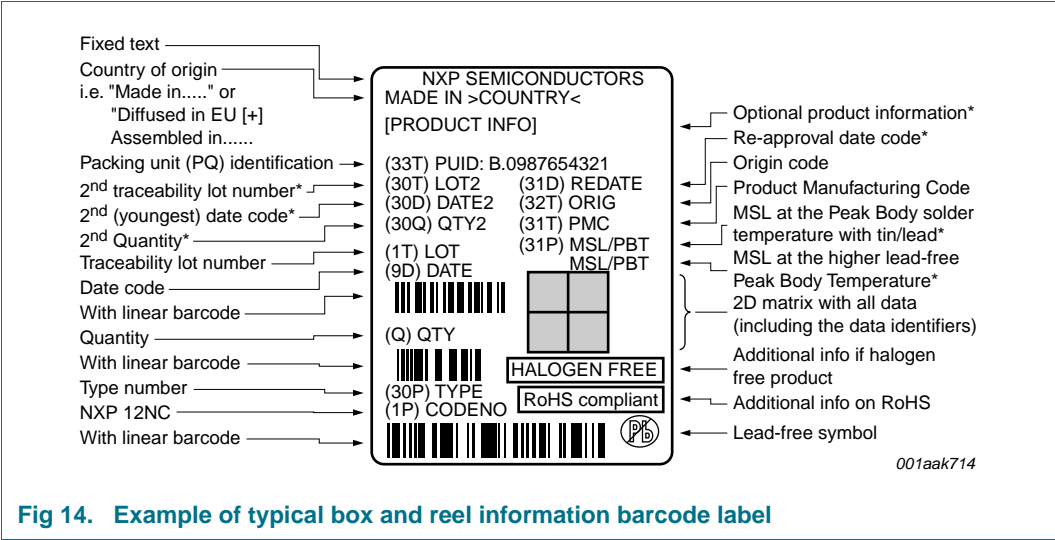 Fixed text
Country of origin
i.e. "Made in....." or
"Diffused in EU [+]
Assembled in......
Packing unit (PQ) identification
2nd traceability lot number*
2nd (youngest) date code*
2nd Quantity*
Traceability lot number
Date code
With linear barcode
Quantity
With linear barcode
Type number
NXP 12NC
With linear barcode
NXP SEMICONDUCTORS
MADE IN >COUNTRY<
[PRODUCT INFO]
(33T) PUID: B.0987654321
(30T) LOT2 (31D) REDATE
(30D) DATE2 (32T) ORIG
(30Q) QTY2 (31T) PMC
(31P) MSL/PBT
(1T) LOT MSL/PBT
(9D) DATE
(Q) QTY
HALOGEN FREE
(30P) TYPE
RoHS compliant
(1P) CODENO
Pb
Optional product information*
Re-approval date code*
Origin code
Product Manufacturing Code
MSL at the Peak Body solder
temperature with tin/lead*
MSL at the higher lead-free
Peak Body Temperature*
2D matrix with all data
(including the data identifiers)
Additional info if halogen
free product
Additional info on RoHS
Lead-free symbol
001aak714
Fig 14. Example of typical box and reel information barcode label